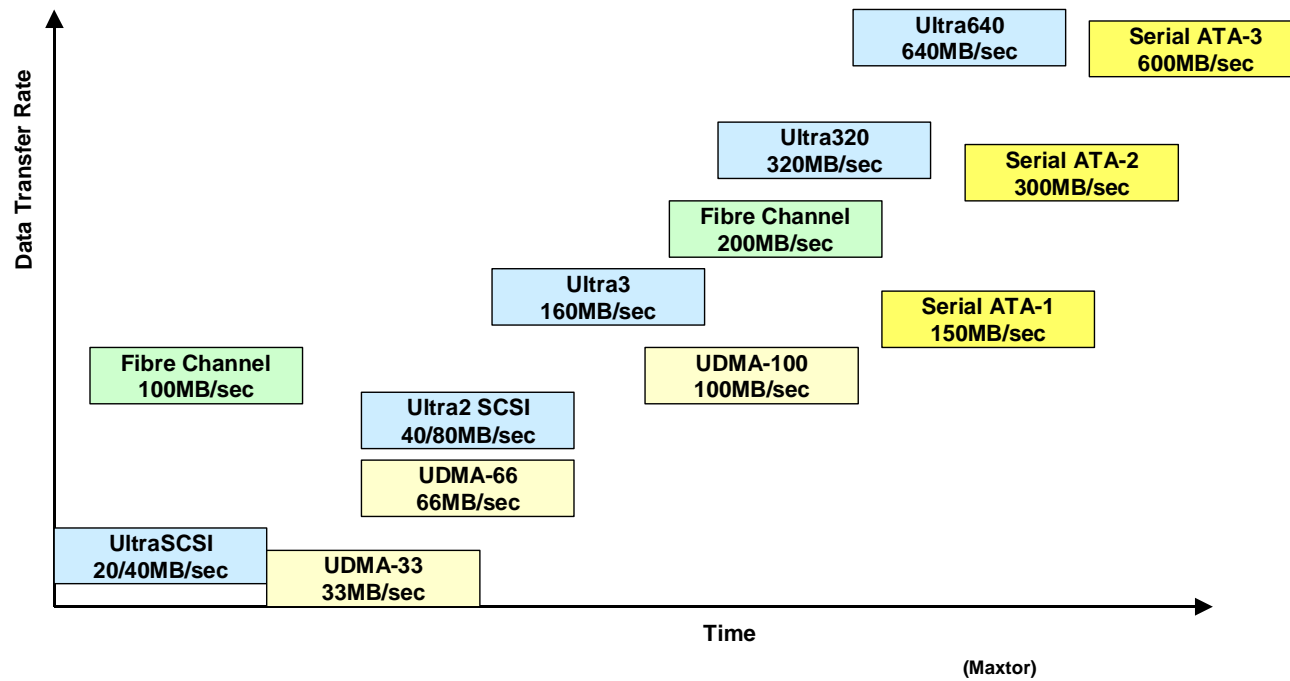 Data Transfer Rate
Ultra640
640MB/sec
Serial ATA-3
600MB/sec
Ultra320
320MB/sec
Serial ATA-2
300MB/sec
Fibre Channel
200MB/sec
Ultra3
160MB/sec
Serial ATA-1
150MB/sec
Fibre Channel
100MB/sec
UDMA-100
100MB/sec
Ultra2 SCSI
40/80MB/sec
UDMA-66
66MB/sec
UltraSCSI
20/40MB/sec
UDMA-33
33MB/sec
Time
(Maxtor)